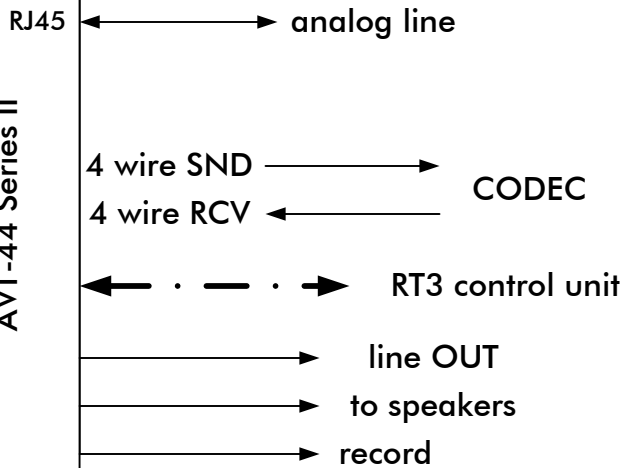 RJ45
analog line
AVT-44 Series II
4 wire SND
CODEC
4 wire RCV
RT3 control unit
line OUT
to speakers
record